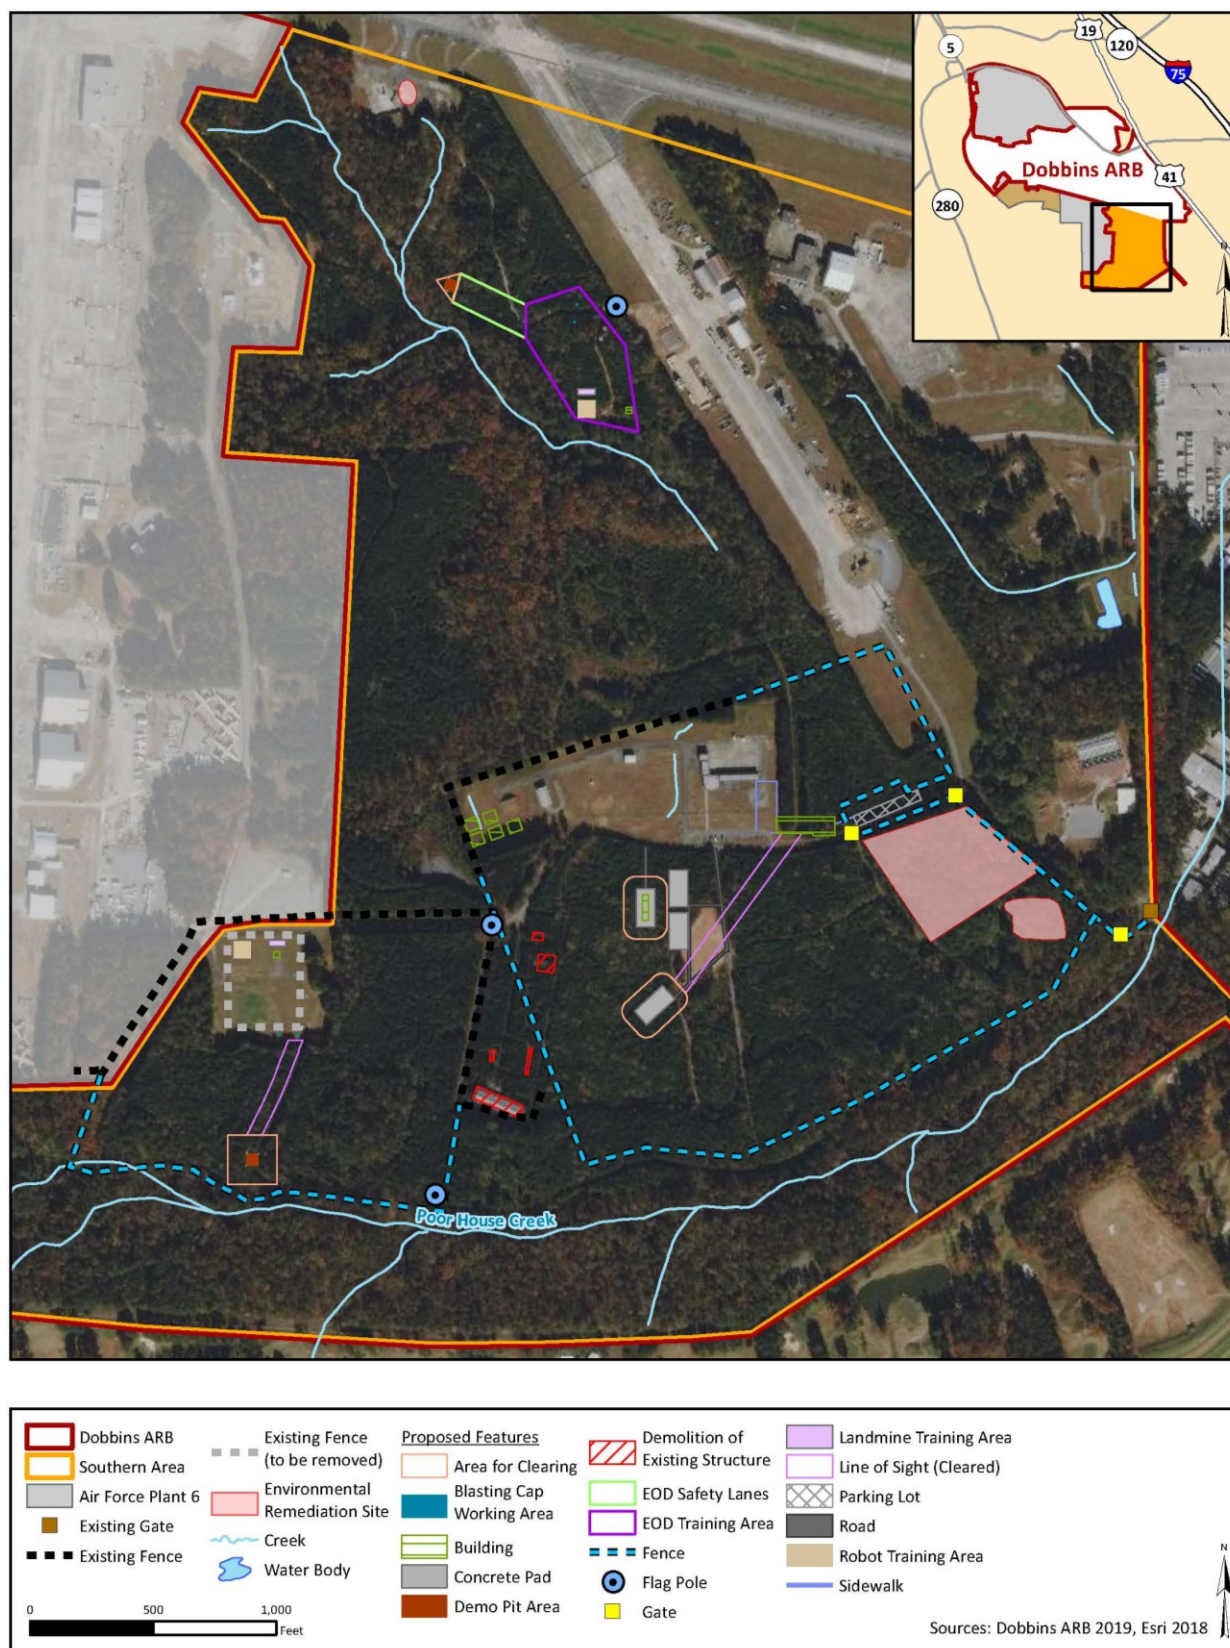 19
120
5
75
Dobbins ARB
41
280
N
Poor House Creek
Dobbins ARB
Southern Area
Air Force Plant 6
Existing Gate
Existing Fence
Existing Fence
(to be removed)
Environmental
Remediation Site
Creek
Water Body
Proposed Features
Area for Clearing
Blasting Cap
Working Area
Building
Concrete Pad
Demo Pit Area
Demolition of
Existing Structure
EOD Safety Lanes
EOD Training Area
Fence
Flag Pole
Gate
Landmine Training Area
Line of Sight (Cleared)
Parking Lot
Road
Robot Training Area
Sidewalk
0 500 1,000
Feet
N
Sources: Dobbins ARB 2019, Esri 2018